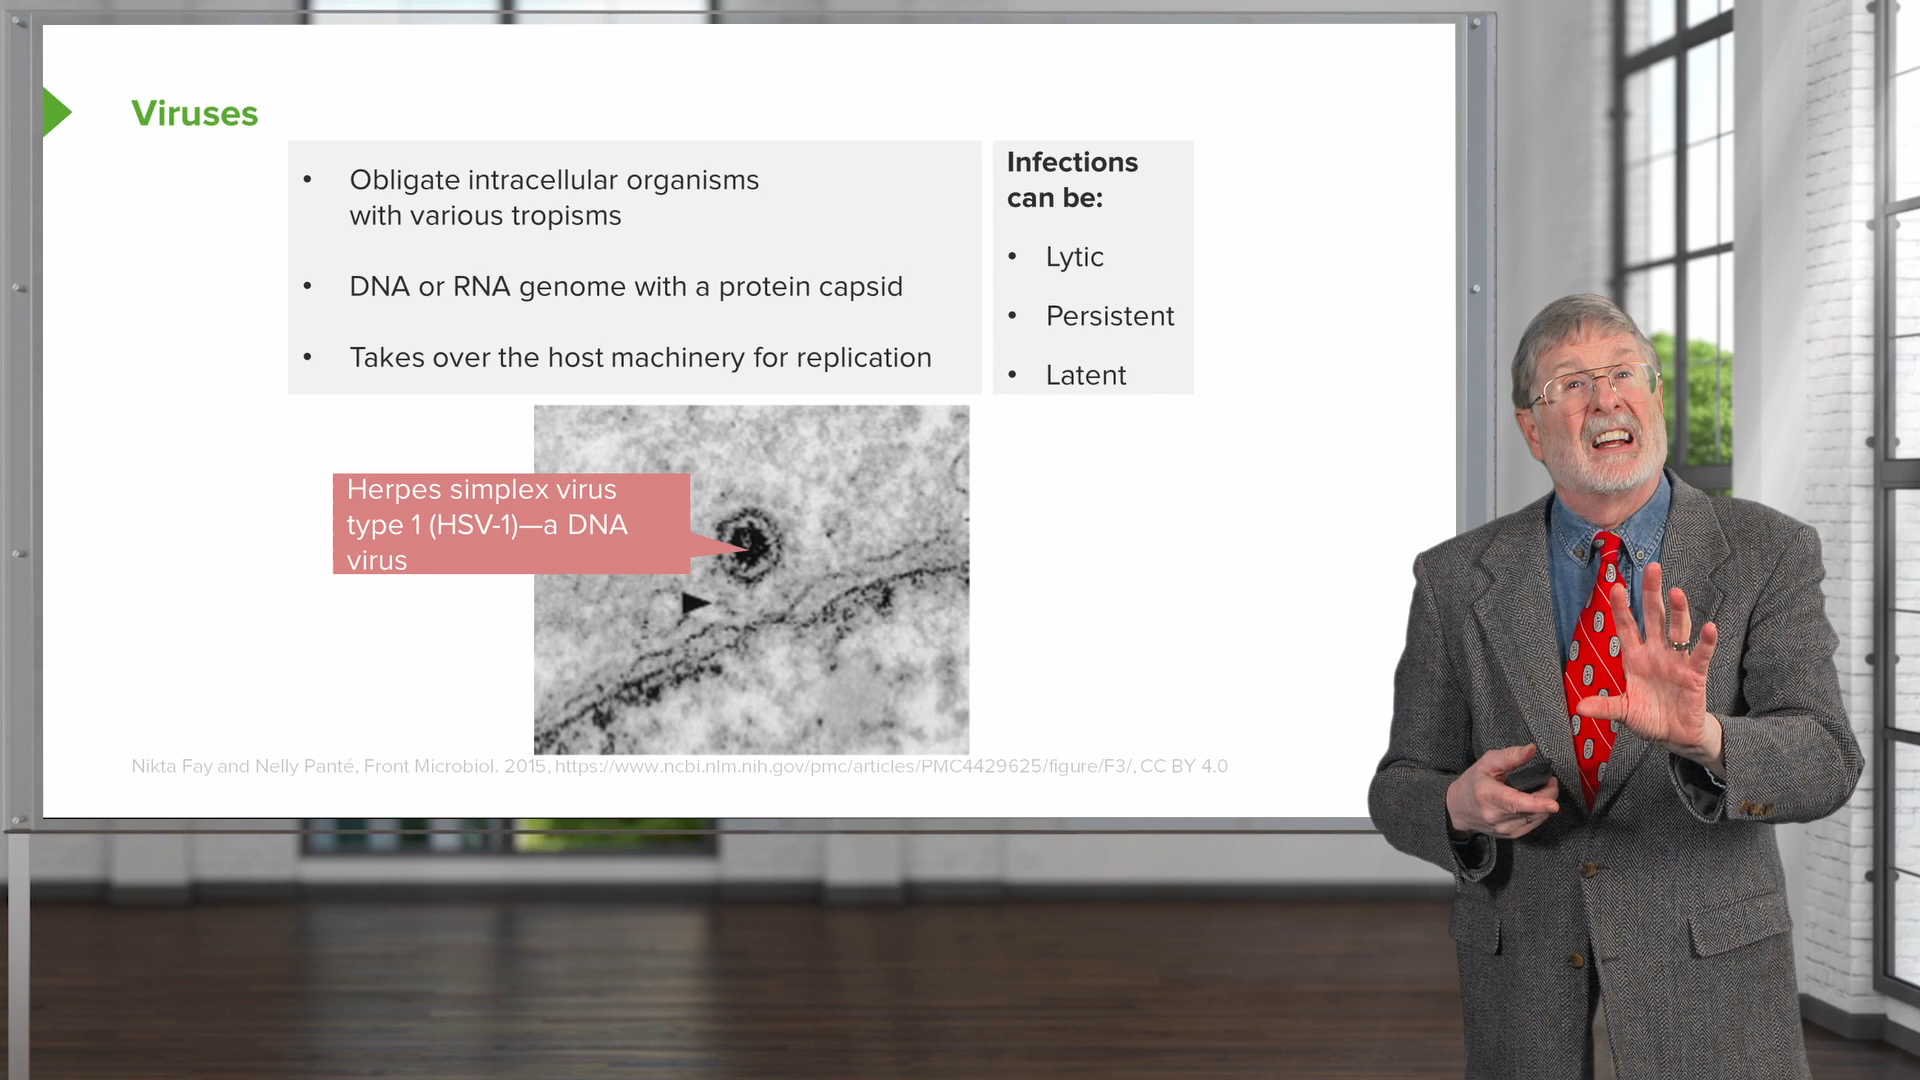 Viruses
• Obligate intracellular organisms
with various tropisms
• DNA or RNA genome with a protein capsid
• Takes over the host machinery for replication
Infections
can be:
• Lytic
• Persistent
• Latent
Herpes simplex virus
type 1 (HSV-1)—a DNA
virus
Nikta Fay and Nelly Panté, Front Microbiol. 2015, https://www.ncbi.nlm.nih.gov/pmc/articles/PMC4429625/figure/F3/, CC BY 4.0